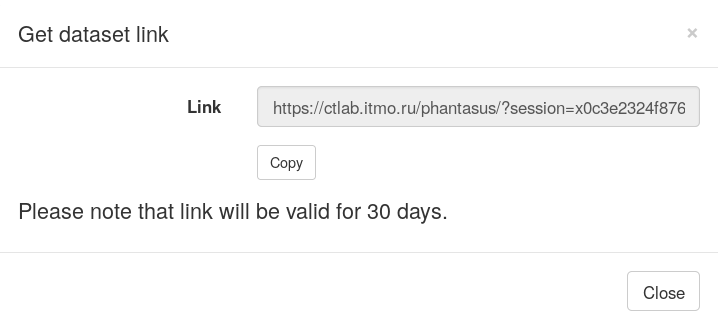 Get dataset link
×
Link
https://ctlab.itmo.ru/phantasus/?session=x0c3e2324f876
Copy
Please note that link will be valid for 30 days.
Close